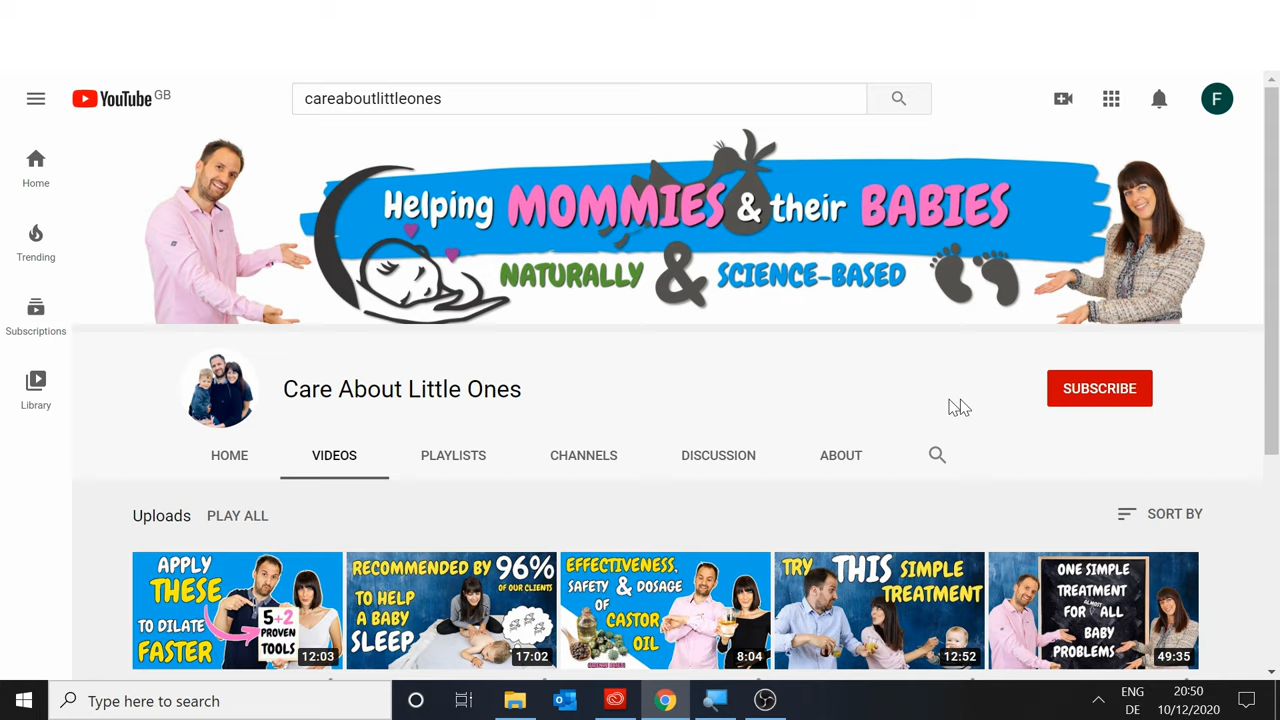 YouTube GB
careaboutlittleones
F
Home
Trending
Subscriptions
Library
Helping MOMMIES & their BABIES
NATURALLY & SCIENCE-BASED
Care About Little Ones
SUBSCRIBE
HOME VIDEOS PLAYLISTS CHANNELS DISCUSSION ABOUT
Uploads PLAY ALL
SORT BY
APPLY
THESE
TO DILATE
FASTER
5+2
PROVEN
TOOLS
12:03
RECOMMENDED BY 96%
OF OUR CLIENTS
TO HELP
A BABY
SLEEP
17:02
EFFECTIVENESS,
SAFETY & DOSAGE
OF
CASTOR
OIL
8:04
TRY THIS SIMPLE
TREATMENT
12:52
ONE SIMPLE
TREATMENT
FOR ALMOST ALL
BABY
PROBLEMS
49:35
Type here to search
ENG
DE
20:50
10/12/2020